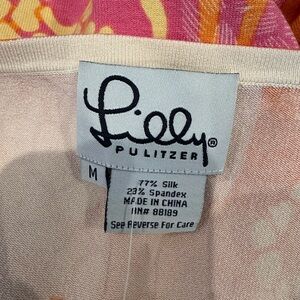 Lilly®
PULITZER
M
77% Silk
23% Spandex
MADE IN CHINA
RN# 88189
See Reverse For Care